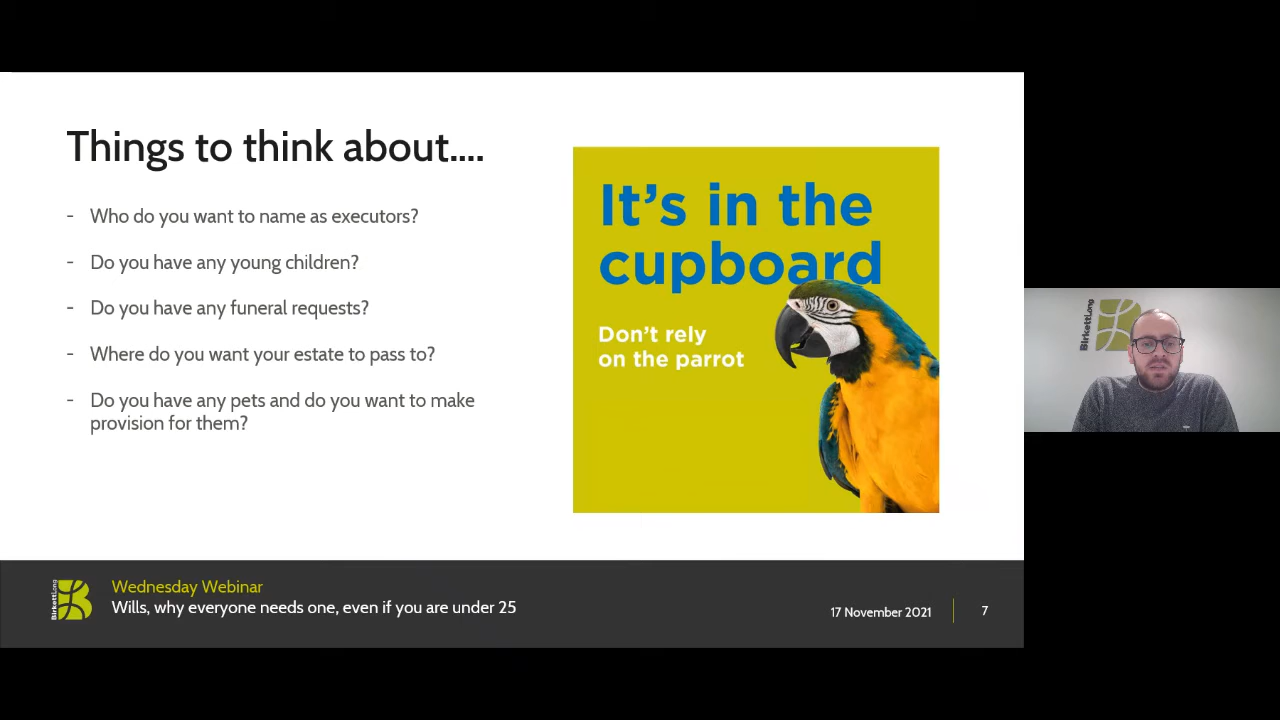 Things to think about....
- Who do you want to name as executors?
- Do you have any young children?
- Do you have any funeral requests?
- Where do you want your estate to pass to?
- Do you have any pets and do you want to make
provision for them?
It's in the
cupboard
Don't rely
on the parrot
BirkettLong
BirkettLong
Wednesday Webinar
Wills, why everyone needs one, even if you are under 25
17 November 2021
7